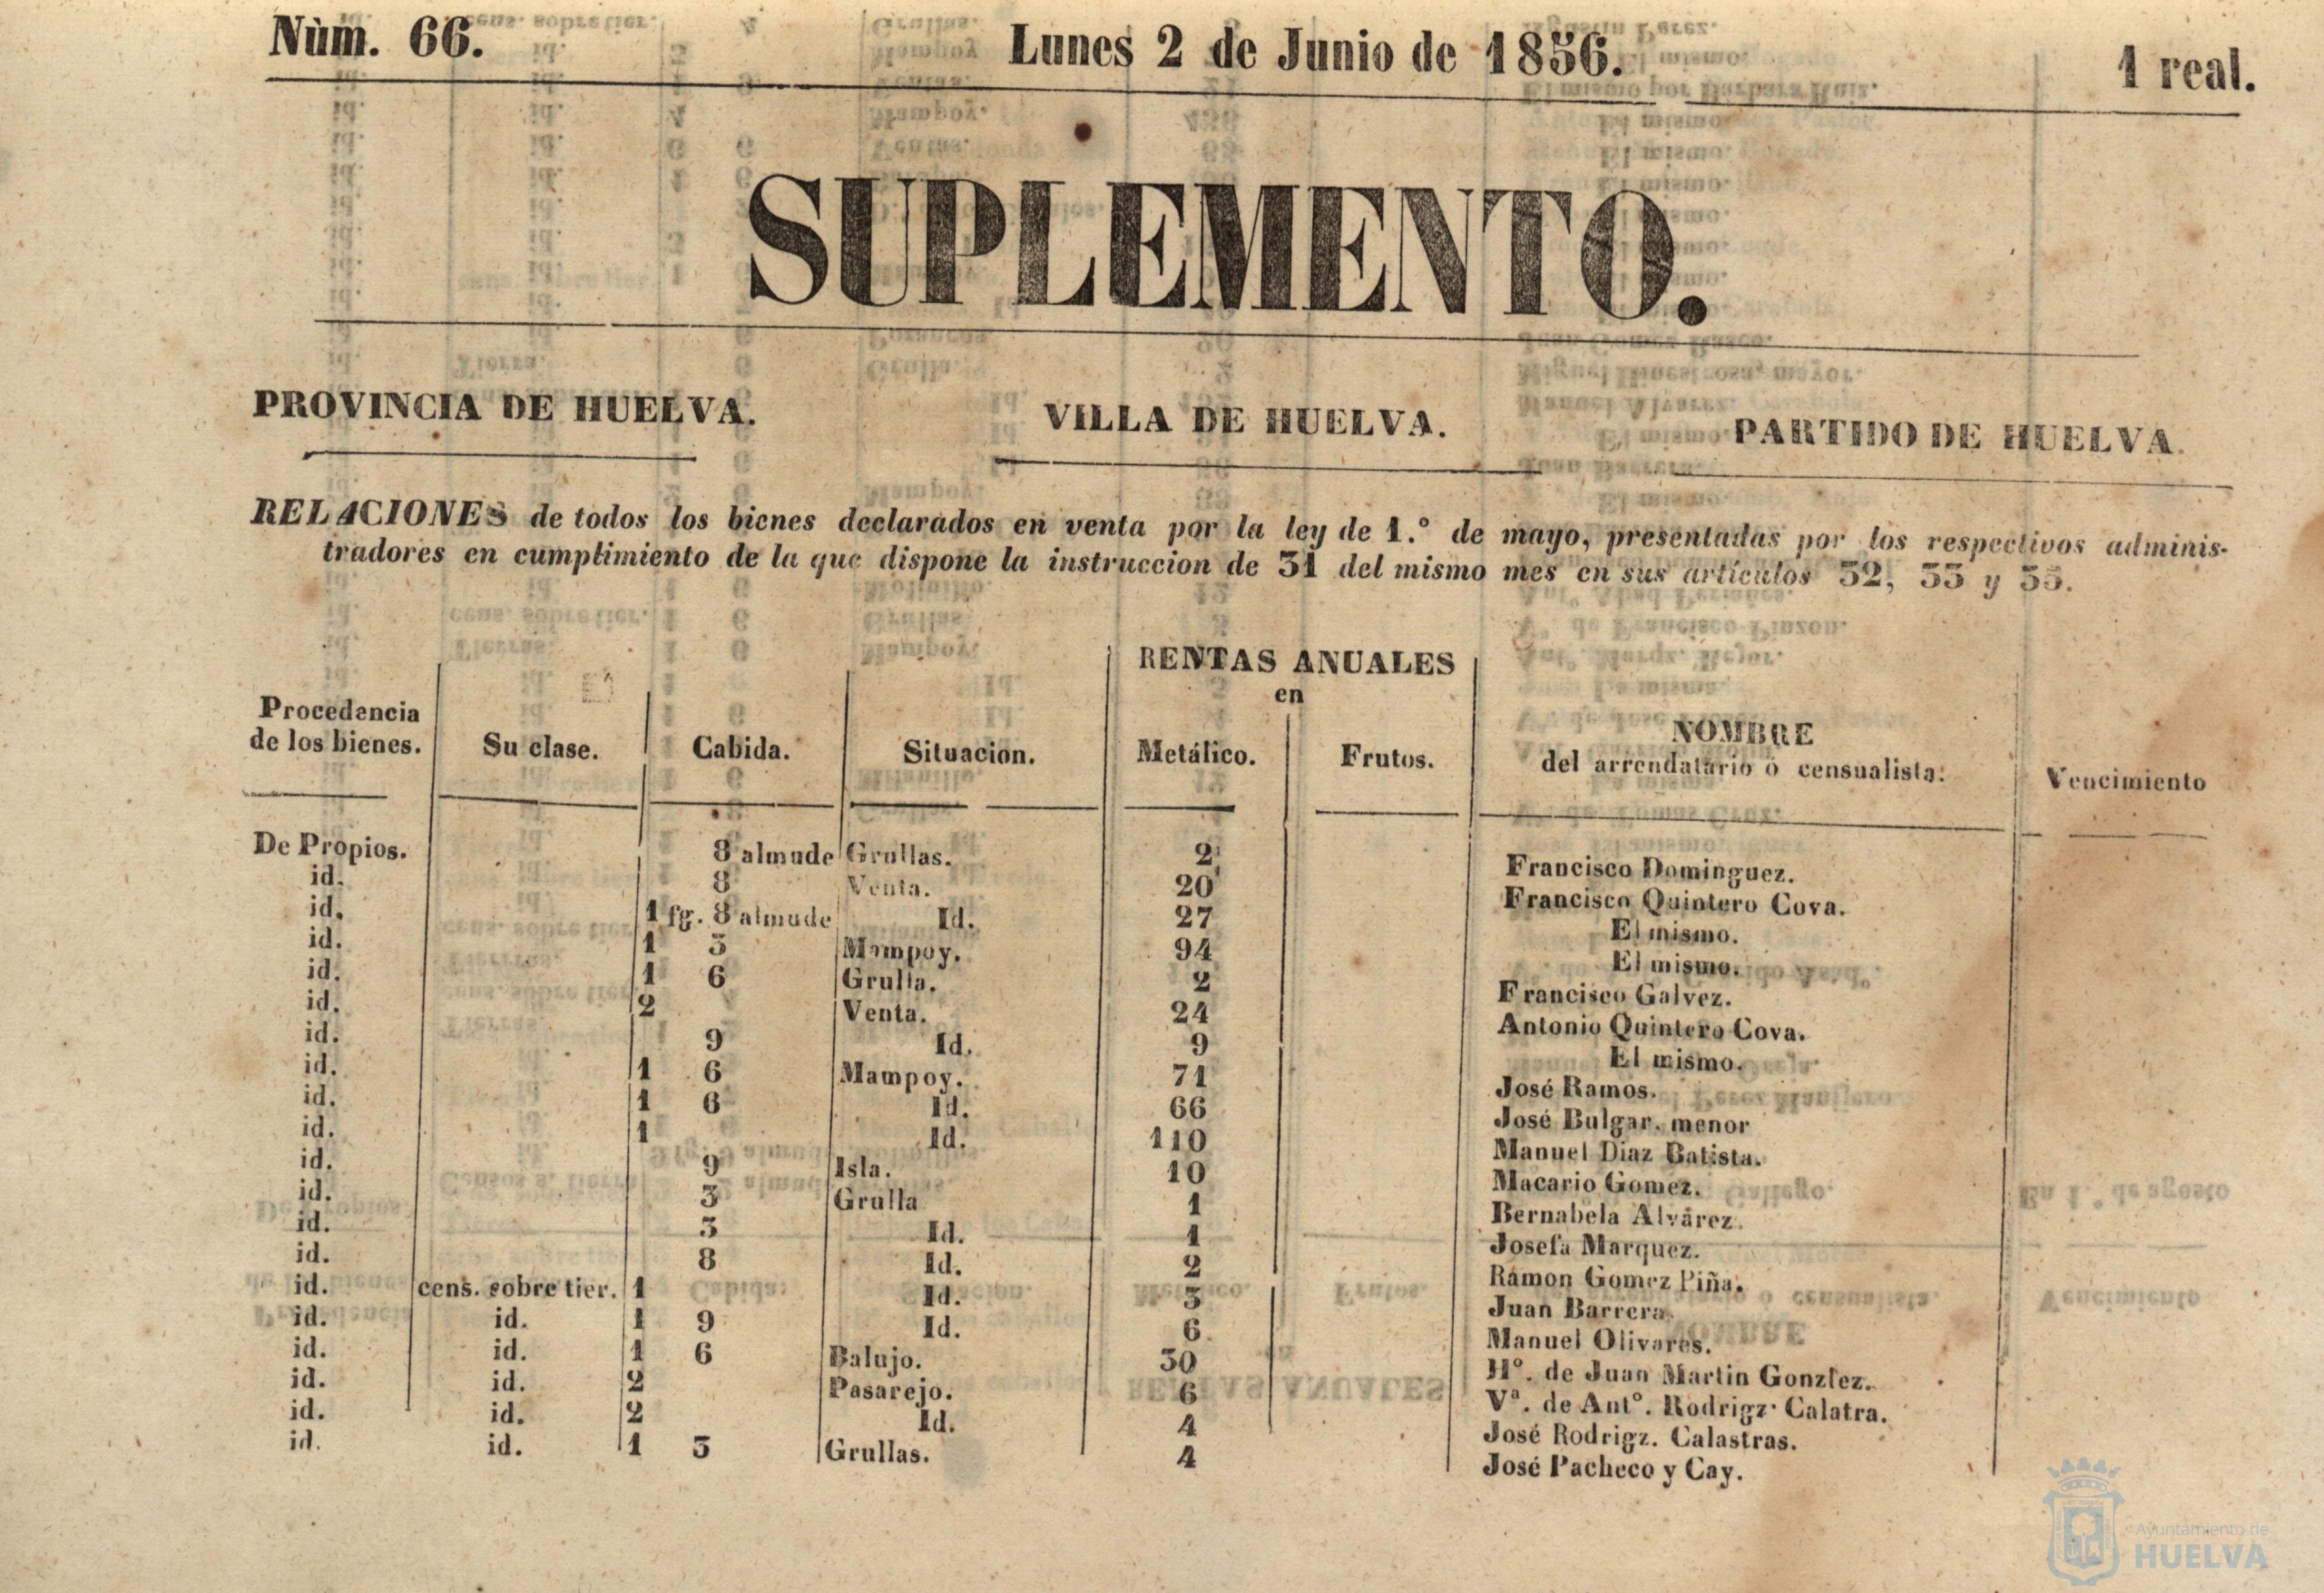 Núm. 66.
Lunes 2 de Junio de 1856.
1 real.
SUPLEMENTO.
PROVINCIA DE HUELVA.
VILLA DE HUELVA.
PARTIDO DE HUELVA.
RELACIONES de todos los bienes declarados en venta por la ley de 1.° de mayo, presentadas por los respectivos adminis-
tradores en cumplimiento de la que dispone la instruccion de 31 del mismo mes en sus artículos 32, 33 y 35.
Procedencia
de los bienes.
Su clase.
Cabida.
Situacion.
RENTAS ANUALES
en
Metálico.
Frutos.
NOMBRE
del arrendatario ó censualista.
Vencimiento
De Propios. 8 almude Grullas. 2 Francisco Dominguez.
id. 8 Venta. 20 Francisco Quintero Cova.
id. 1 fg. 8 almude Id. 27 El mismo.
id. 1 3 Mampoy. 94 El mismo.
id. 1 6 Grulla. 2 Francisco Galvez.
id. 2 Venta. 24 Antonio Quintero Cova.
id. 9 Id. 9 El mismo.
id. 1 6 Mampoy. 71 José Ramos.
id. 1 6 Id. 66 José Bulgar. menor
id. 1 Id. 110 Manuel Diaz Batista.
id. 9 Isla. 10 Macario Gomez.
id. 3 Grulla 1 Bernabela Alvárez.
id. 3 Id. 1 Josefa Marquez.
id. 8 Id. 2 Ramon Gomez Piña.
id. cens. sobre tier. 1 Id. 3 Juan Barrera.
id. id. 1 9 Id. 6 Manuel Olivares.
id. id. 1 6 Balujo. 30 H°. de Juan Martin Gonzlez.
id. id. 2 Pasarejo. 6 Vª. de Ant°. Rodrigz. Calatra.
id. id. 2 Id. 4 José Rodrigz. Calastras.
id. id. 1 3 Grullas. 4 José Pacheco y Cay.
Ayuntamiento de
HUELVA